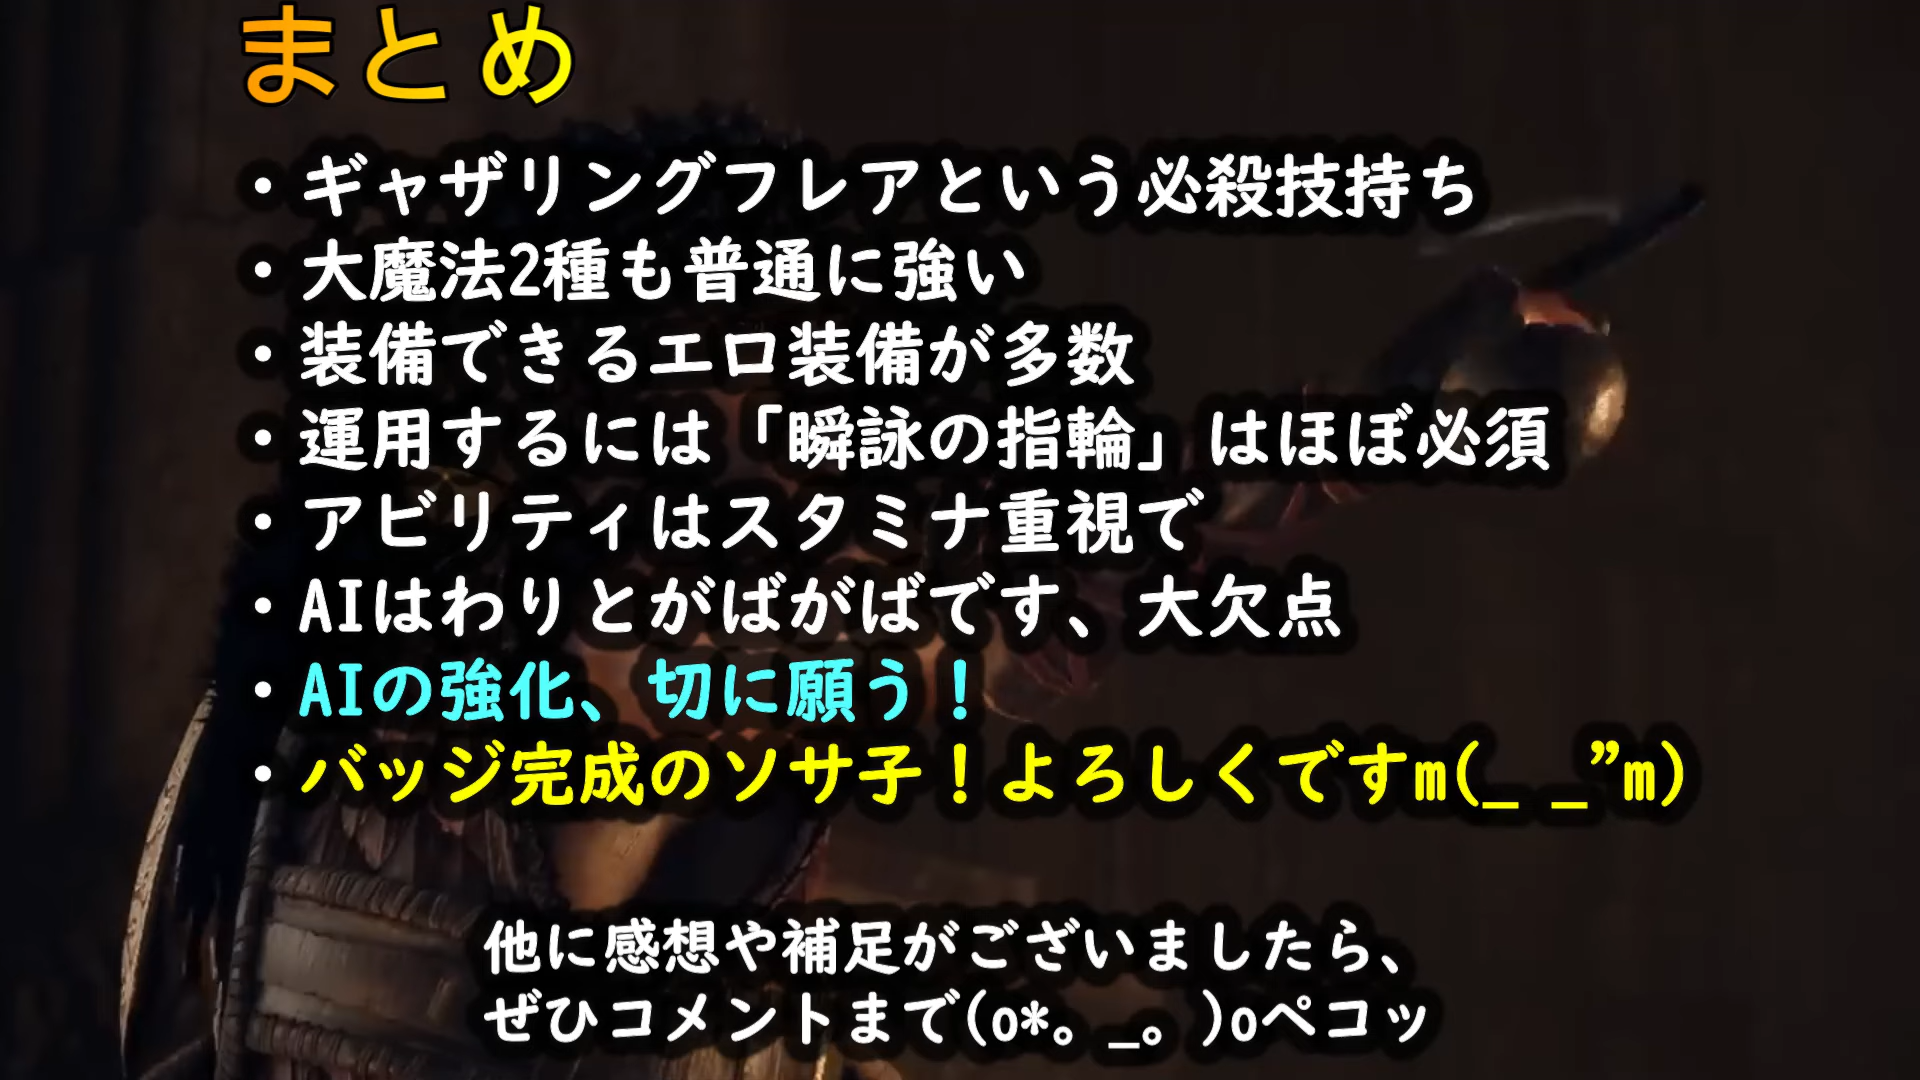 まとめ
・ギャザリングフレアという必殺技持ち
・大魔法2種も普通に強い
・装備できるエロ装備が多数
・運用するには「瞬詠の指輪」はほぼ必須
・アビリティはスタミナ重視で
・AIはわりとがばがばです、大欠点
・AIの強化、切に願う！
・バッジ完成のソサ子！よろしくですm(_ _”m)
他に感想や補足がございましたら、
ぜひコメントまで(o*。_。)oペコッ